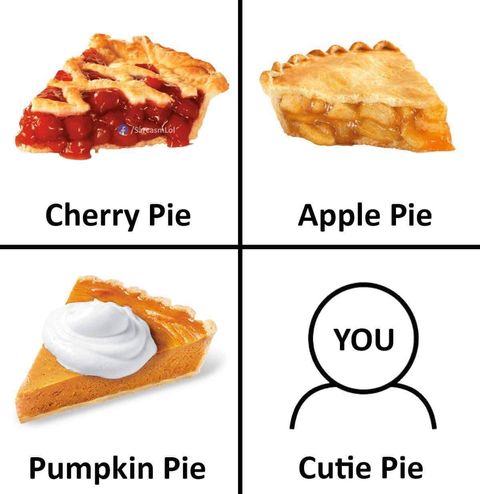 /SarcasmLol
Cherry Pie
Apple Pie
YOU
Pumpkin Pie
Cutie Pie